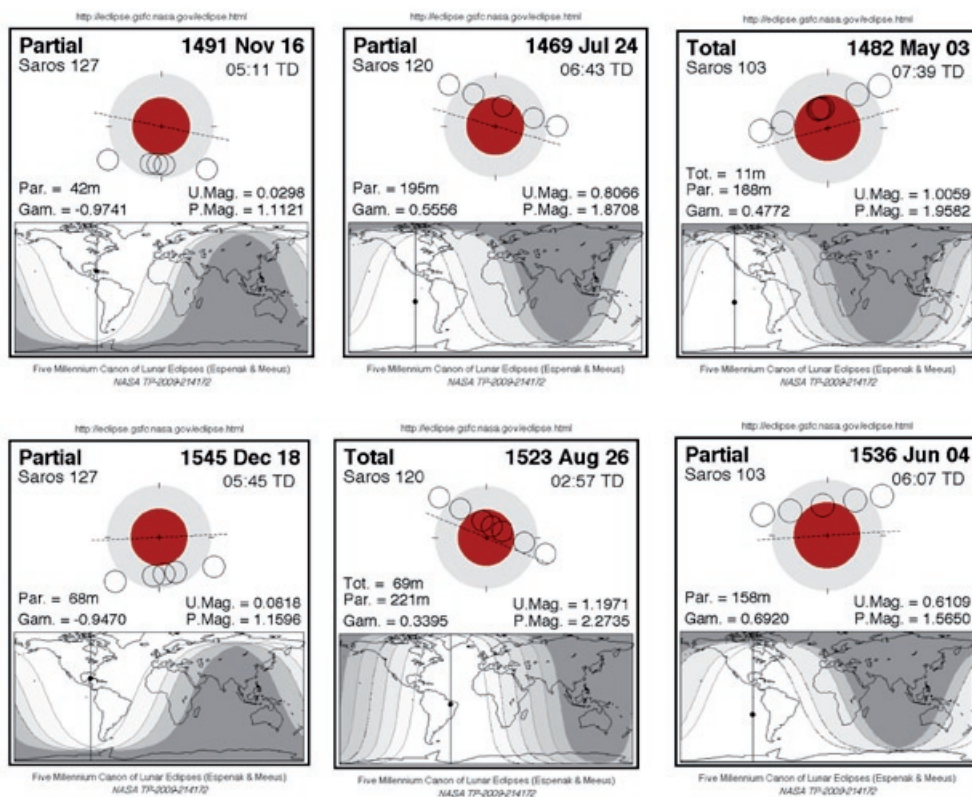 http://eclipse.gsfc.nasa.gov/eclipse.html
Partial 1491 Nov 16
Saros 127 05:11 TD
Par. = 42m U.Mag. = 0.0298
Gam. = -0.9741 P.Mag. = 1.1121
Five Millennium Canon of Lunar Eclipses (Espenak & Meeus)
NASA TP-2009-214172
http://eclipse.gsfc.nasa.gov/eclipse.html
Partial 1469 Jul 24
Saros 120 06:43 TD
Par. = 195m U.Mag. = 0.8066
Gam. = 0.5556 P.Mag. = 1.8708
Five Millennium Canon of Lunar Eclipses (Espenak & Meeus)
NASA TP-2009-214172
http://eclipse.gsfc.nasa.gov/eclipse.html
Total 1482 May 03
Saros 103 07:39 TD
Tot. = 11m
Par. = 188m U.Mag. = 1.0059
Gam. = 0.4772 P.Mag. = 1.9582
Five Millennium Canon of Lunar Eclipses (Espenak & Meeus)
NASA TP-2009-214172
http://eclipse.gsfc.nasa.gov/eclipse.html
Partial 1545 Dec 18
Saros 127 05:45 TD
Par. = 68m U.Mag. = 0.0818
Gam. = -0.9470 P.Mag. = 1.1596
Five Millennium Canon of Lunar Eclipses (Espenak & Meeus)
NASA TP-2009-214172
http://eclipse.gsfc.nasa.gov/eclipse.html
Total 1523 Aug 26
Saros 120 02:57 TD
Tot. = 69m
Par. = 221m U.Mag. = 1.1971
Gam. = 0.3395 P.Mag. = 2.2735
Five Millennium Canon of Lunar Eclipses (Espenak & Meeus)
NASA TP-2009-214172
http://eclipse.gsfc.nasa.gov/eclipse.html
Partial 1536 Jun 04
Saros 103 06:07 TD
Par. = 158m U.Mag. = 0.6109
Gam. = 0.6920 P.Mag. = 1.5650
Five Millennium Canon of Lunar Eclipses (Espenak & Meeus)
NASA TP-2009-214172